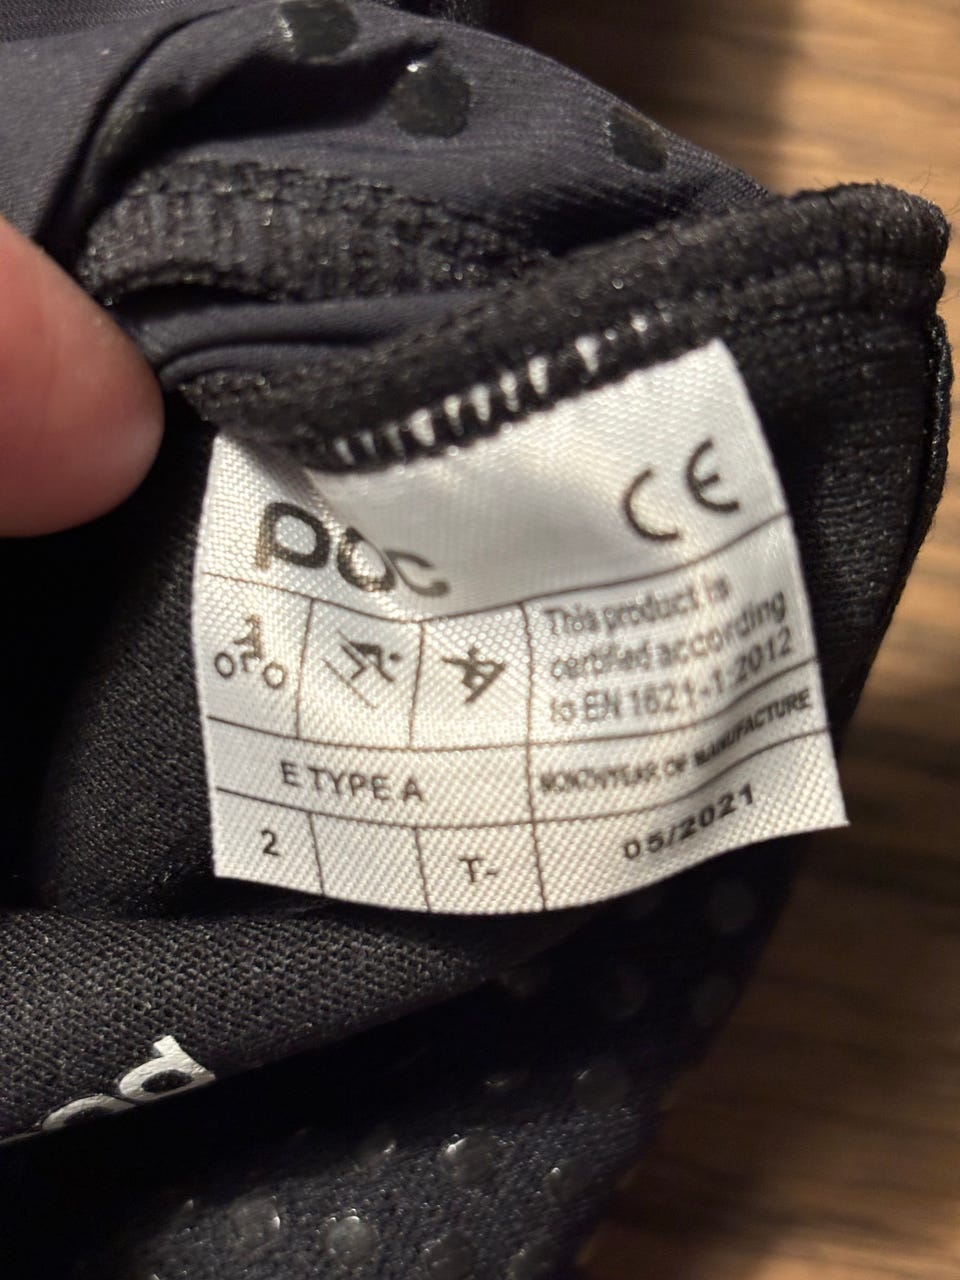 POC
CE
This product is
certified according
to EN 1621-1:2012
E TYPE A
MONTH/YEAR OF MANUFACTURE
2
T-
05/2021